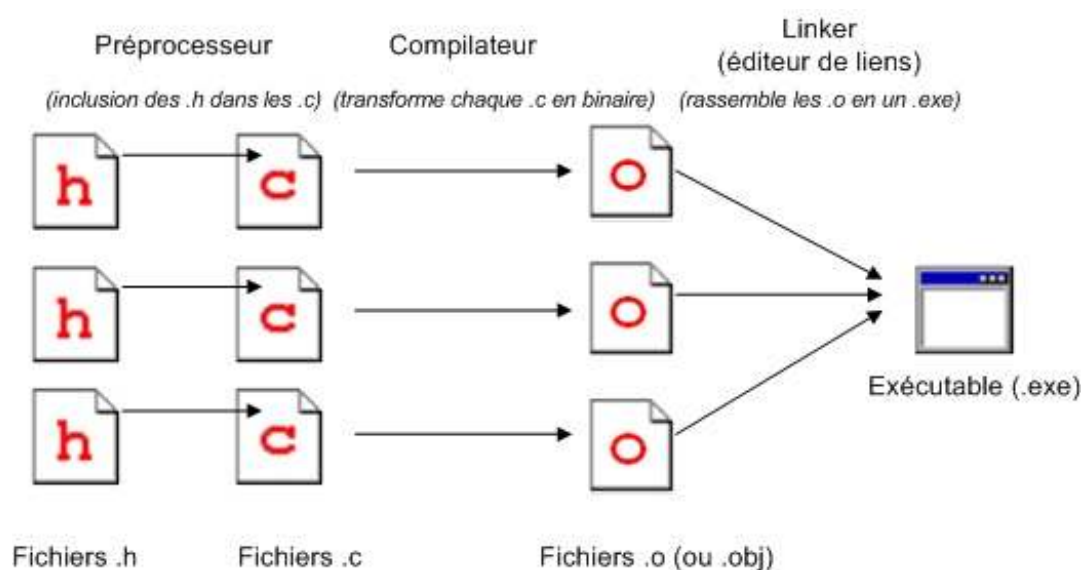 Préprocesseur
Compilateur
Linker
(éditeur de liens)
(inclusion des .h dans les .c)
(transforme chaque .c en binaire)
(rassemble les .o en un .exe)
h
c
o
h
c
o
Exécutable (.exe)
h
c
o
Fichiers .h
Fichiers .c
Fichiers .o (ou .obj)